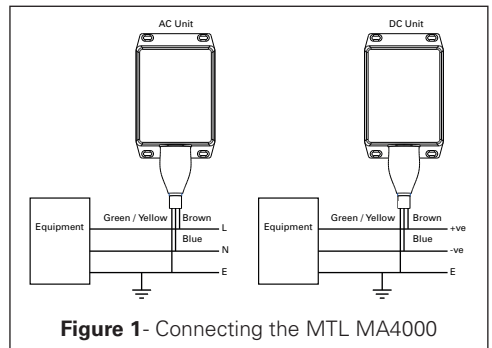 AC Unit
DC Unit
Equipment
Green / Yellow
Brown
Blue
L
N
E
Equipment
Green / Yellow
Brown
Blue
+ve
-ve
E
Figure 1- Connecting the MTL MA4000